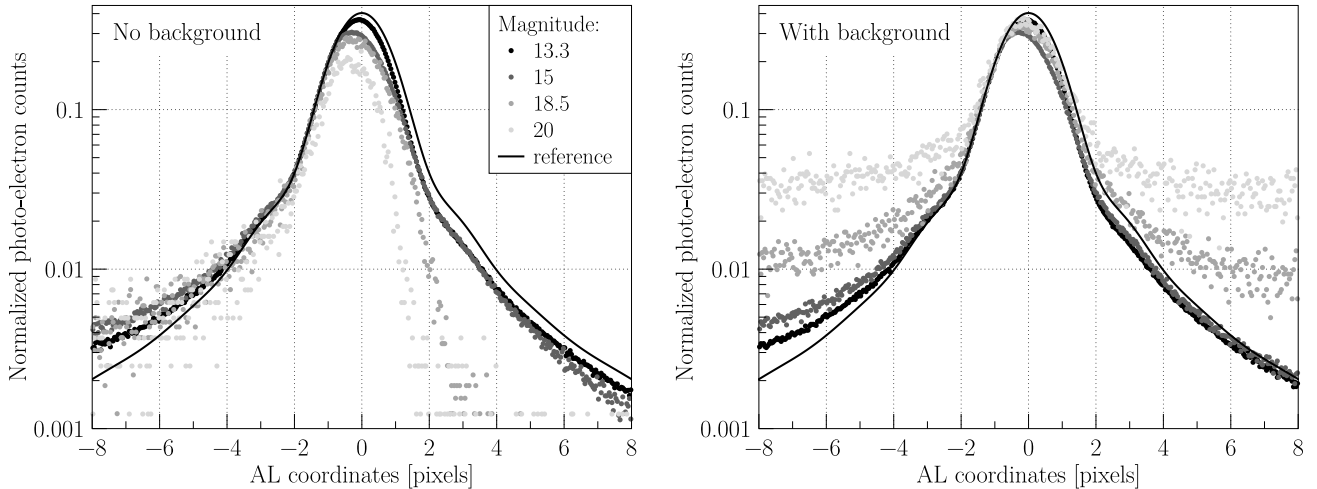 No background
Magnitude:
13.3
15
18.5
20
reference
Normalized photo-electron counts
0.1
0.01
0.001
−8 −6 −4 −2 0 2 4 6 8
AL coordinates [pixels]
With background
Normalized photo-electron counts
0.1
0.01
0.001
−8 −6 −4 −2 0 2 4 6 8
AL coordinates [pixels]